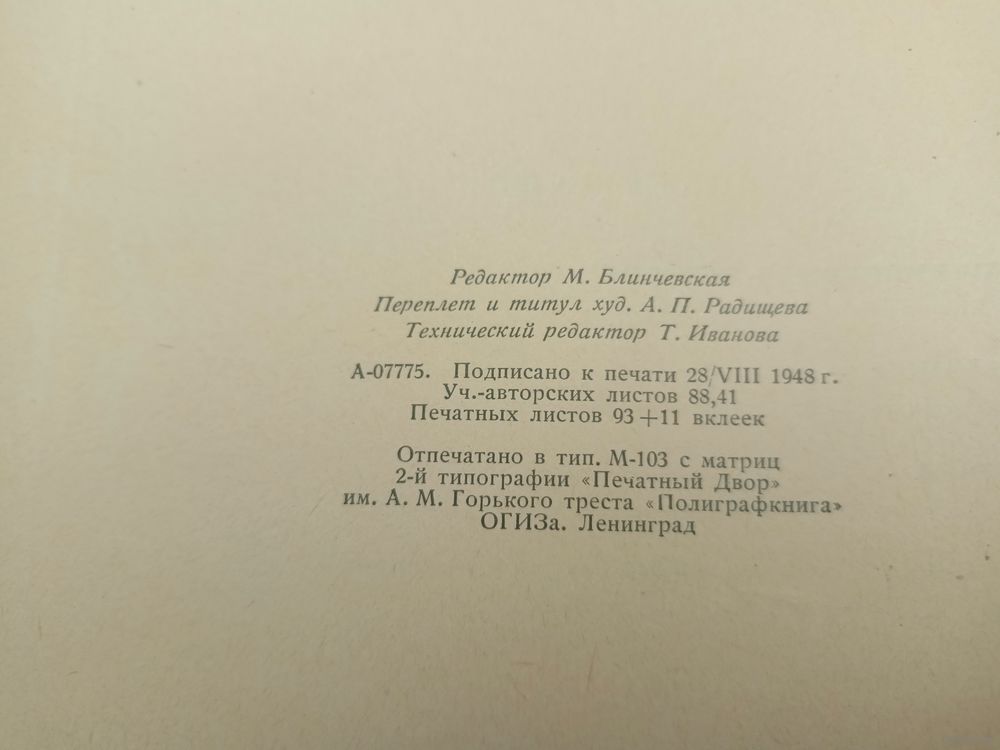 Редактор М. Блинчевская
Переплет и титул худ. А. П. Радищева
Технический редактор Т. Иванова
А-07775. Подписано к печати 28/VIII 1948 г.
Уч.-авторских листов 88,41
Печатных листов 93+11 вклеек
Отпечатано в тип. М-103 с матриц
2-й типографии «Печатный Двор»
им. А. М. Горького треста «Полиграфкнига»
ОГИЗа. Ленинград